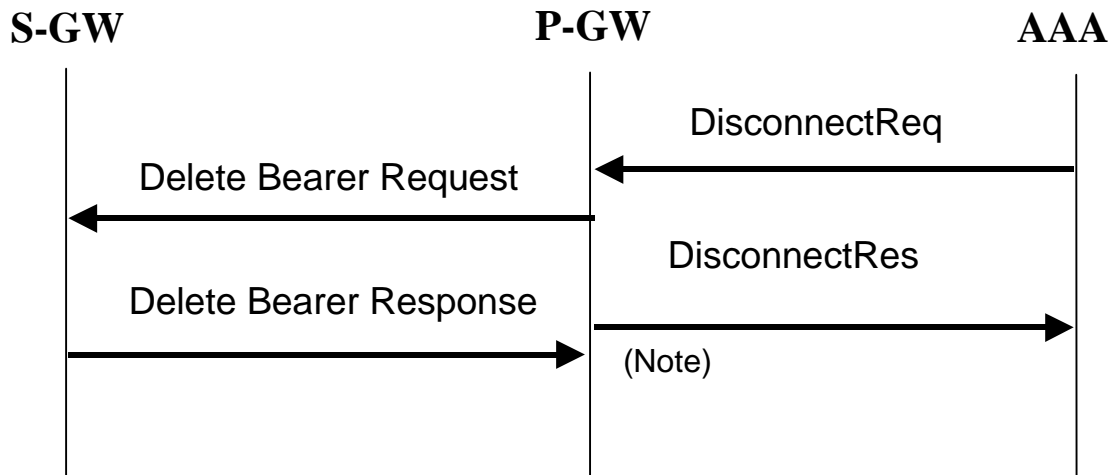 S-GW
P-GW
AAA
DisconnectReq
Delete Bearer Request
DisconnectRes
Delete Bearer Response
(Note)